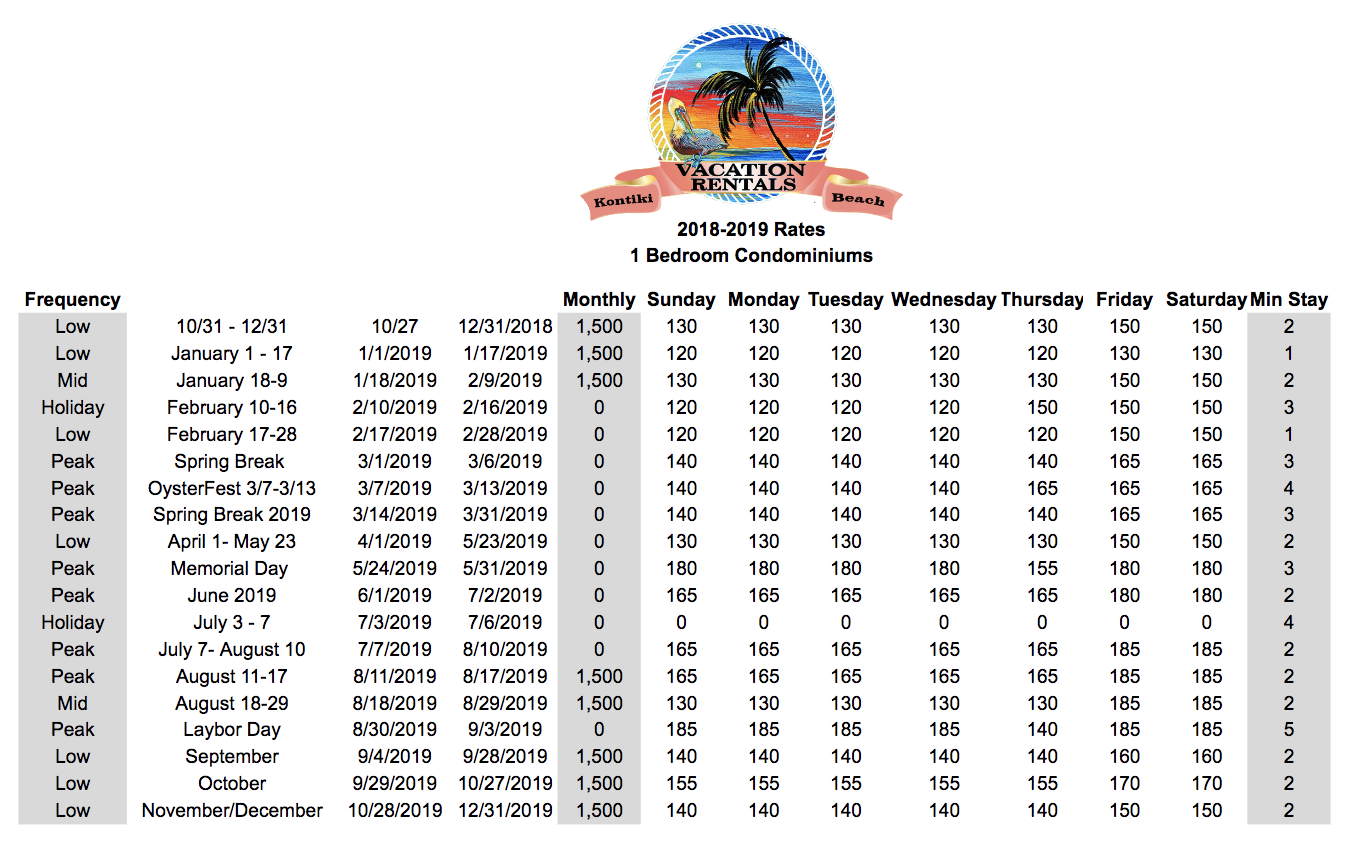 VACATION
RENTALS
Kontiki Beach
2018-2019 Rates
1 Bedroom Condominiums
Frequency Monthly Sunday Monday Tuesday Wednesday Thursday Friday Saturday Min Stay
Low 10/31 - 12/31 10/27 12/31/2018 1,500 130 130 130 130 130 150 150 2
Low January 1 - 17 1/1/2019 1/17/2019 1,500 120 120 120 120 120 130 130 1
Mid January 18-9 1/18/2019 2/9/2019 1,500 130 130 130 130 130 150 150 2
Holiday February 10-16 2/10/2019 2/16/2019 0 120 120 120 120 150 150 150 3
Low February 17-28 2/17/2019 2/28/2019 0 120 120 120 120 120 150 150 1
Peak Spring Break 3/1/2019 3/6/2019 0 140 140 140 140 140 165 165 3
Peak OysterFest 3/7-3/13 3/7/2019 3/13/2019 0 140 140 140 140 165 165 165 4
Peak Spring Break 2019 3/14/2019 3/31/2019 0 140 140 140 140 140 165 165 3
Low April 1- May 23 4/1/2019 5/23/2019 0 130 130 130 130 130 150 150 2
Peak Memorial Day 5/24/2019 5/31/2019 0 180 180 180 180 155 180 180 3
Peak June 2019 6/1/2019 7/2/2019 0 165 165 165 165 165 180 180 2
Holiday July 3 - 7 7/3/2019 7/6/2019 0 0 0 0 0 0 0 0 4
Peak July 7- August 10 7/7/2019 8/10/2019 0 165 165 165 165 165 185 185 2
Peak August 11-17 8/11/2019 8/17/2019 1,500 165 165 165 165 165 185 185 2
Mid August 18-29 8/18/2019 8/29/2019 1,500 130 130 130 130 130 185 185 2
Peak Laybor Day 8/30/2019 9/3/2019 0 185 185 185 185 140 185 185 5
Low September 9/4/2019 9/28/2019 1,500 140 140 140 140 140 160 160 2
Low October 9/29/2019 10/27/2019 1,500 155 155 155 155 155 170 170 2
Low November/December 10/28/2019 12/31/2019 1,500 140 140 140 140 140 150 150 2